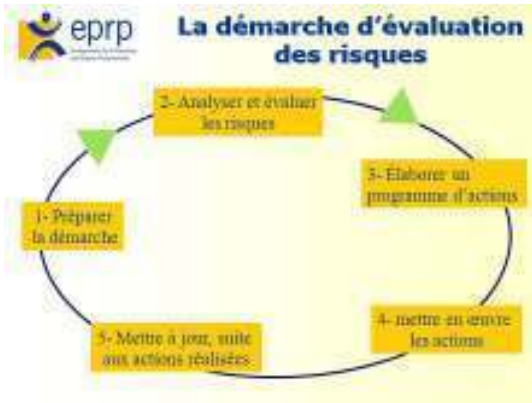 eprp
La démarche d'évaluation
des risques
2- Analyser et évaluer
les risques
3- Élaborer un
programme d'actions
1- Préparer
la démarche
4- mettre en œuvre
les actions
5- Mettre à jour, suite
aux actions réalisées